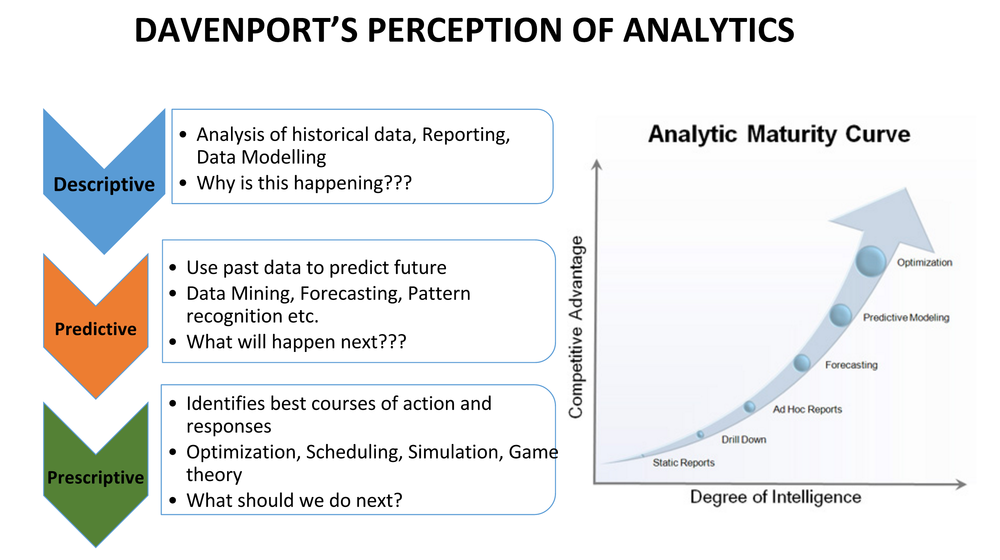 DAVENPORT’S PERCEPTION OF ANALYTICS
Descriptive
• Analysis of historical data, Reporting,
Data Modelling
• Why is this happening???
Predictive
• Use past data to predict future
• Data Mining, Forecasting, Pattern
recognition etc.
• What will happen next???
Prescriptive
• Identifies best courses of action and
responses
• Optimization, Scheduling, Simulation, Game
theory
• What should we do next?
Analytic Maturity Curve
Competitive Advantage
Optimization
Predictive Modeling
Forecasting
Ad Hoc Reports
Drill Down
Static Reports
Degree of Intelligence